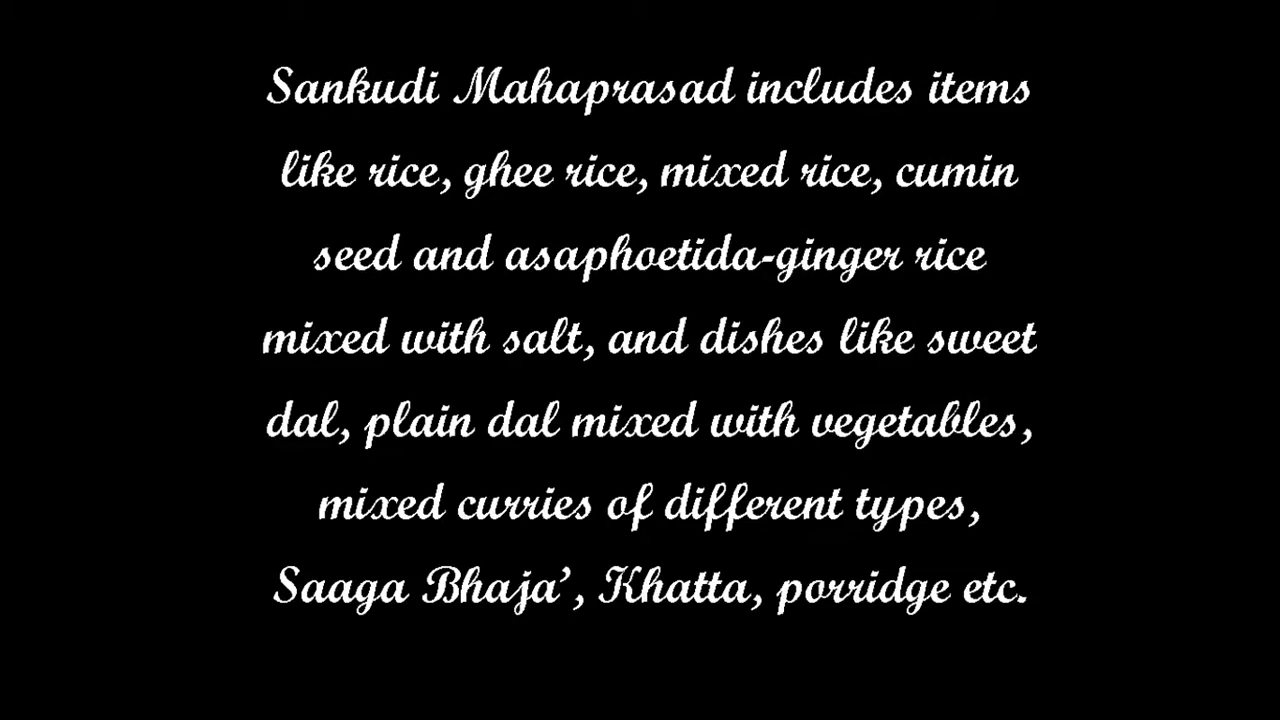 Sankudi Mahaprasad includes items
like rice, ghee rice, mixed rice, cumin
seed and asaphoetida-ginger rice
mixed with salt, and dishes like sweet
dal, plain dal mixed with vegetables,
mixed curries of different types,
Saaga Bhaja’, Khatta, porridge etc.